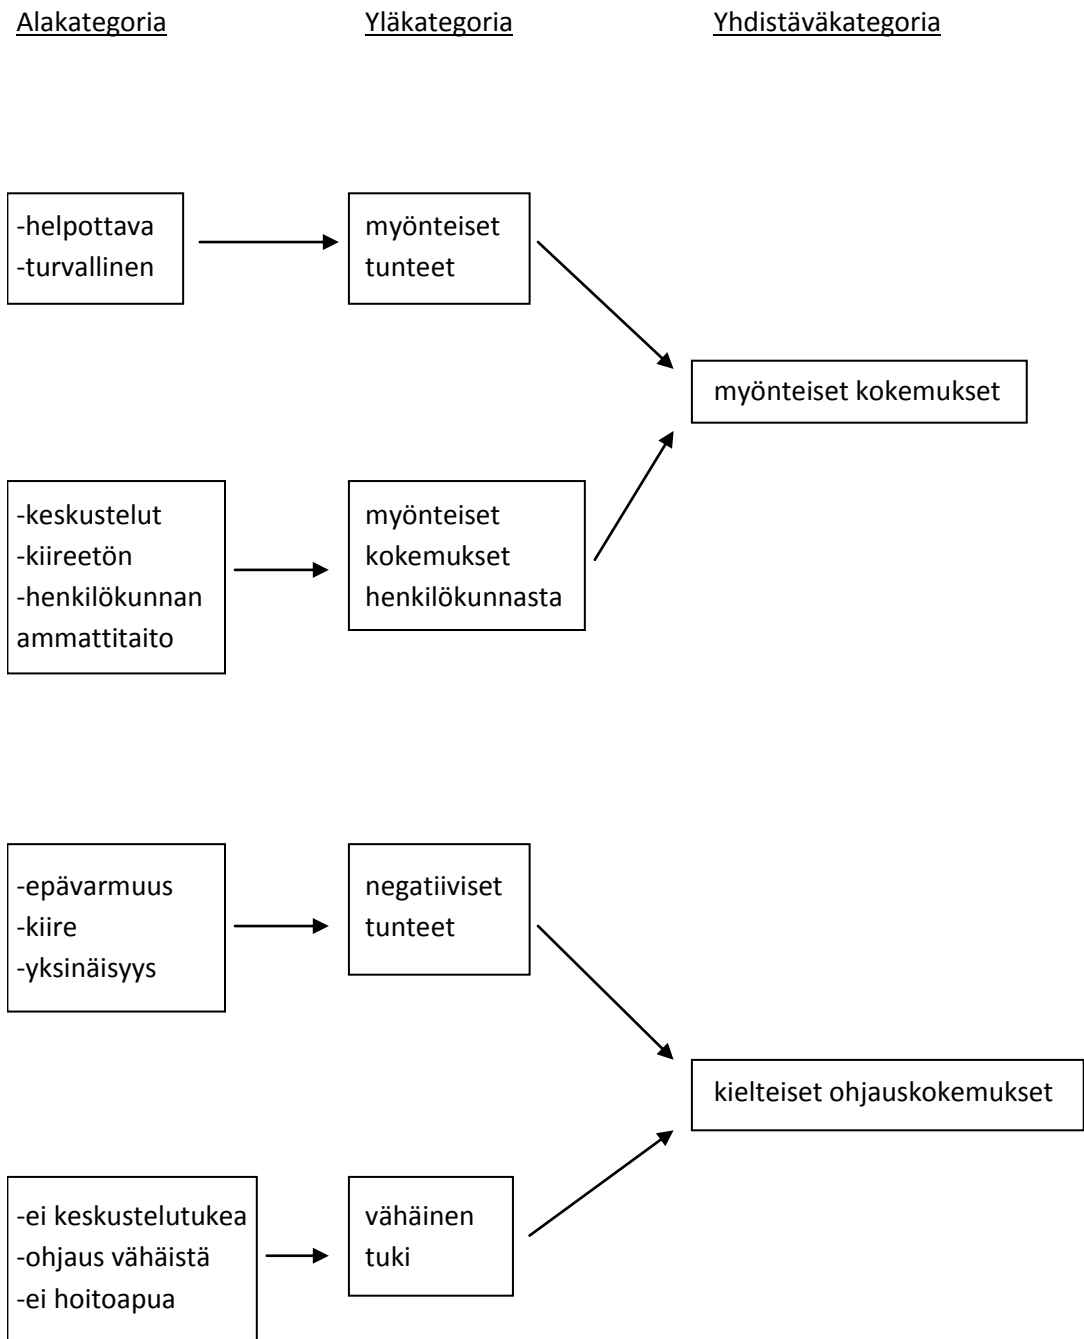 Alakategoria Yläkategoria Yhdistäväkategoria
-helpottava
-turvallinen
myönteiset
tunteet
myönteiset kokemukset
-keskustelut
-kiireetön
-henkilökunnan
ammattitaito
myönteiset
kokemukset
henkilökunnasta
-epävarmuus
-kiire
-yksinäisyys
negatiiviset
tunteet
kielteiset ohjauskokemukset
-ei keskustelutukea
-ohjaus vähäistä
-ei hoitoapua
vähäinen
tuki